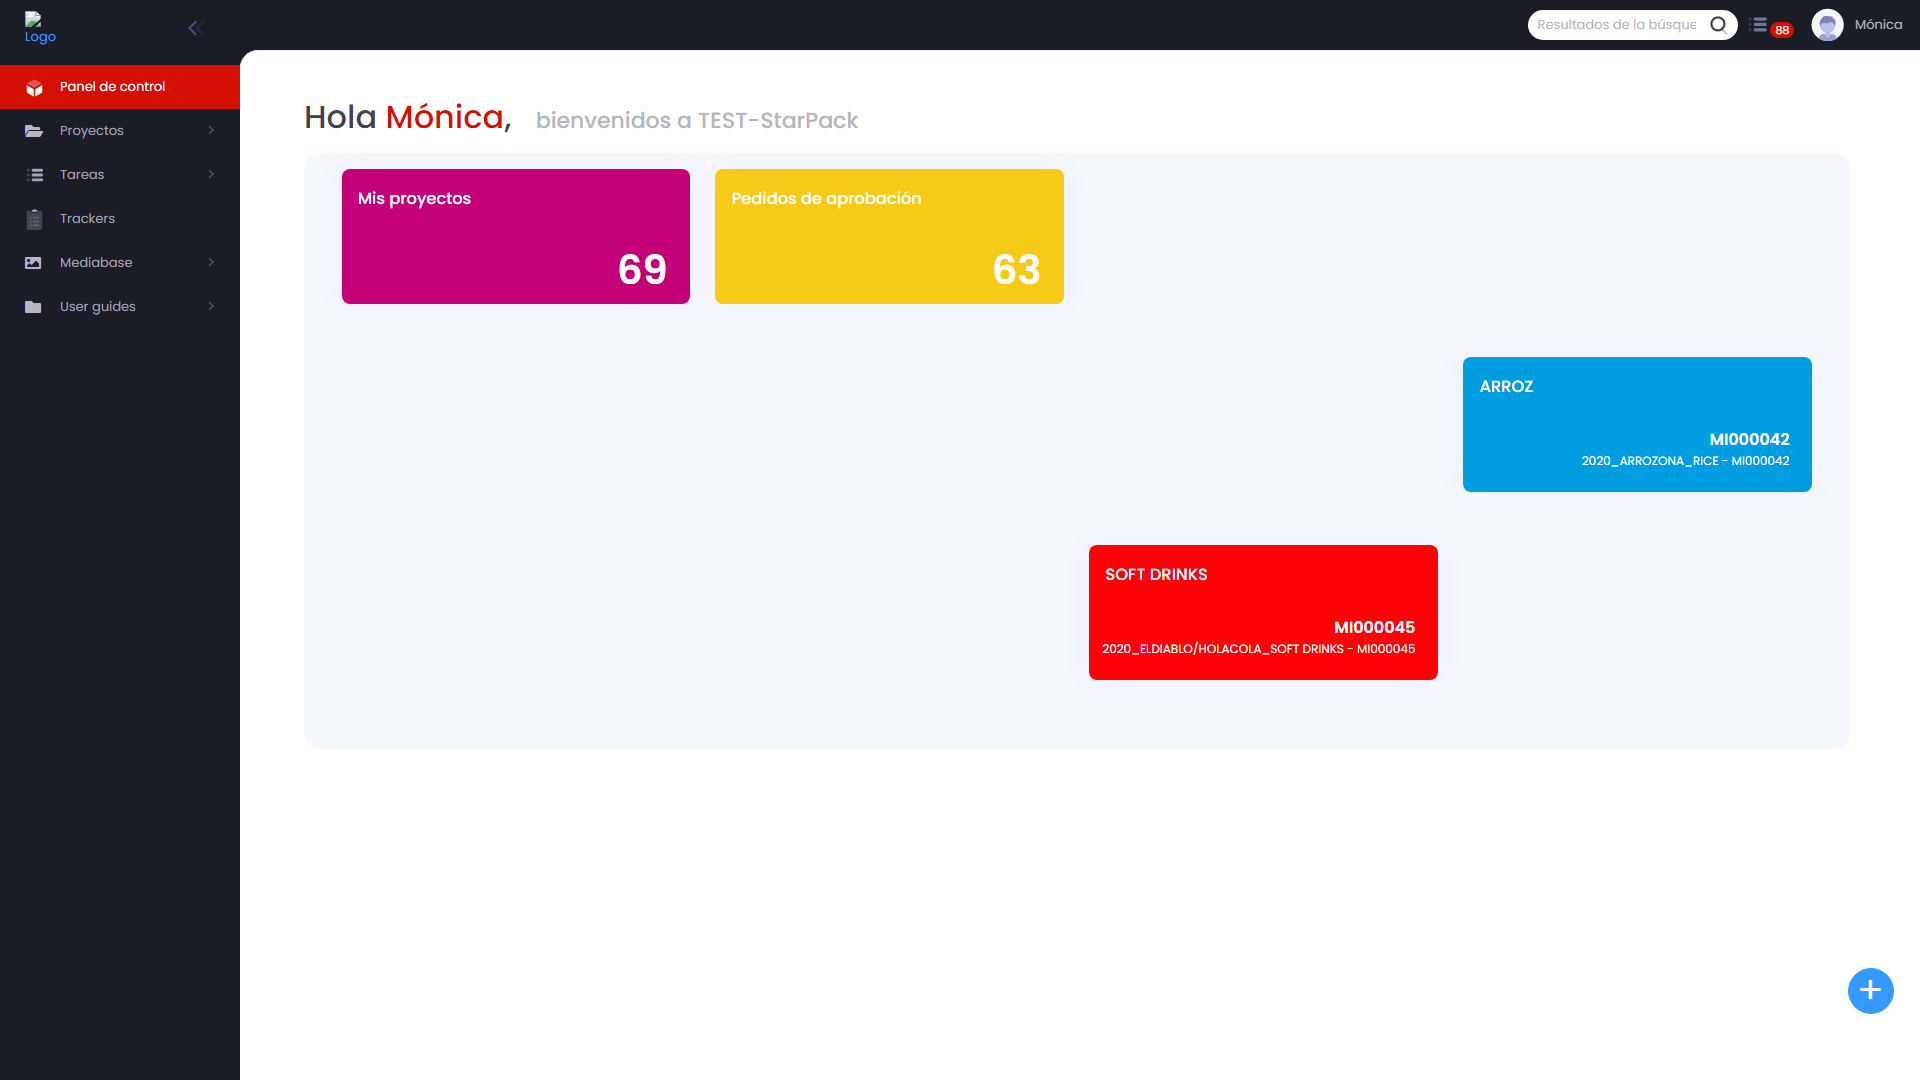 Logo
Resultados de la búsque
88
Mónica
Panel de control
Proyectos
Tareas
Trackers
Mediabase
User guides
Hola Mónica, bienvenidos a TEST-StarPack
Mis proyectos
69
Pedidos de aprobación
63
ARROZ
MI000042
2020_ARROZONA_RICE - MI000042
SOFT DRINKS
MI000045
2020_ELDIABLO/HOLACOLA_SOFT DRINKS - MI000045